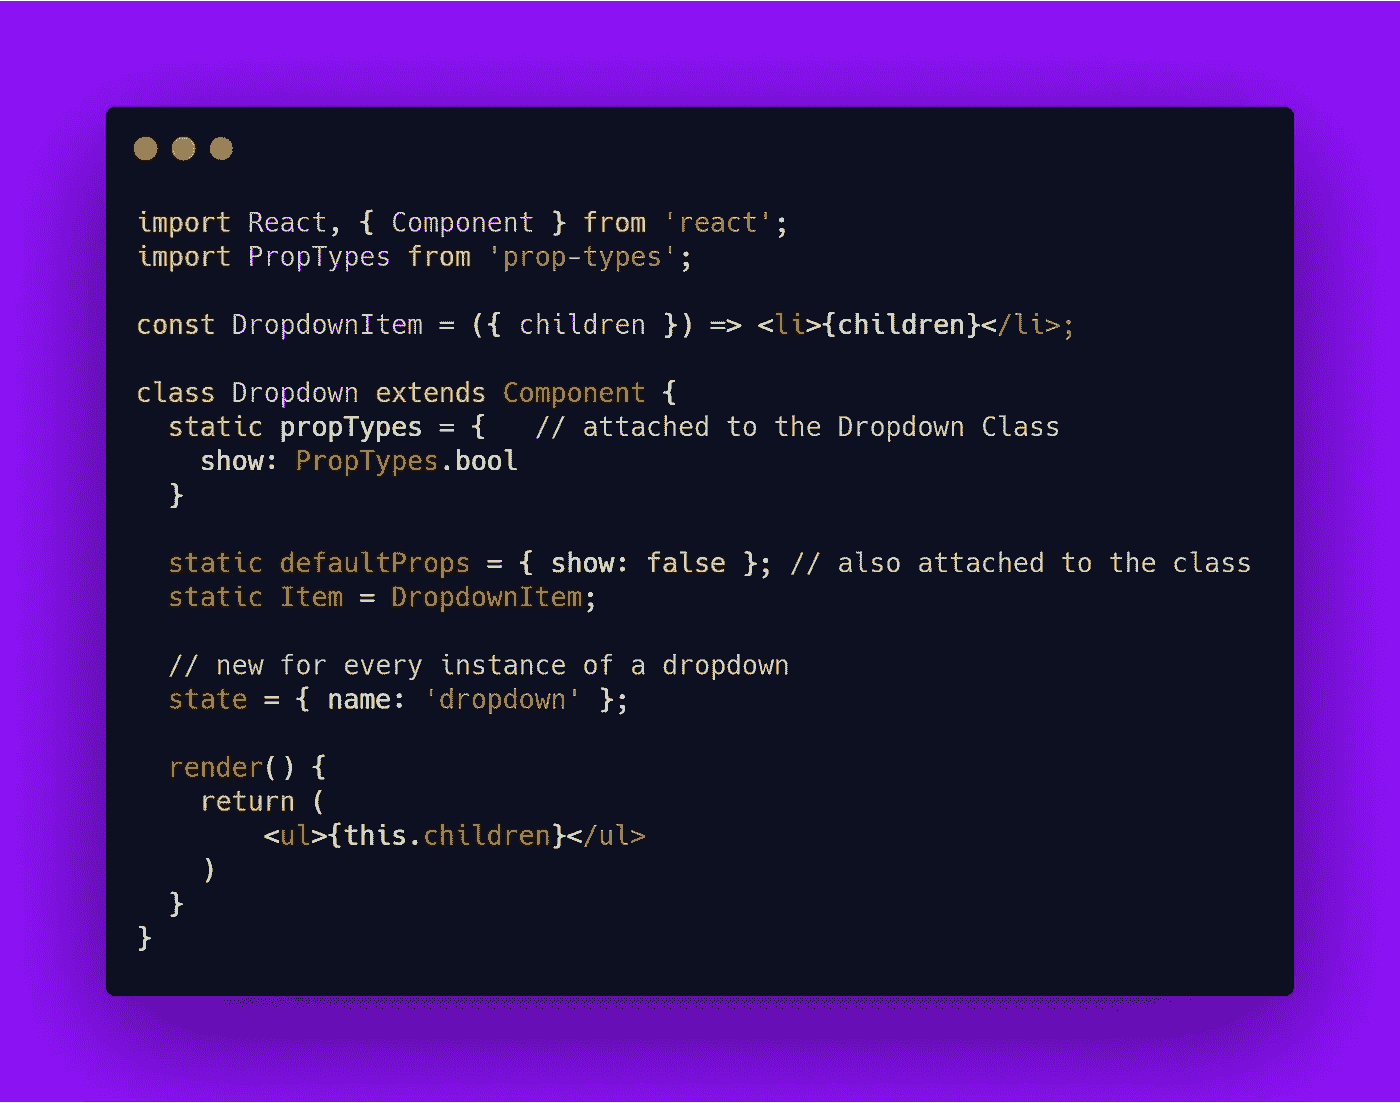 import React, { Component } from 'react';
import PropTypes from 'prop-types';
const DropdownItem = ({ children }) => <li>{children}</li>;
class Dropdown extends Component {
  static propTypes = {   // attached to the Dropdown Class
    show: PropTypes.bool
  }
  static defaultProps = { show: false }; // also attached to the class
  static Item = DropdownItem;
  // new for every instance of a dropdown
  state = { name: 'dropdown' };
  render() {
    return (
        <ul>{this.children}</ul>
    )
  }
}